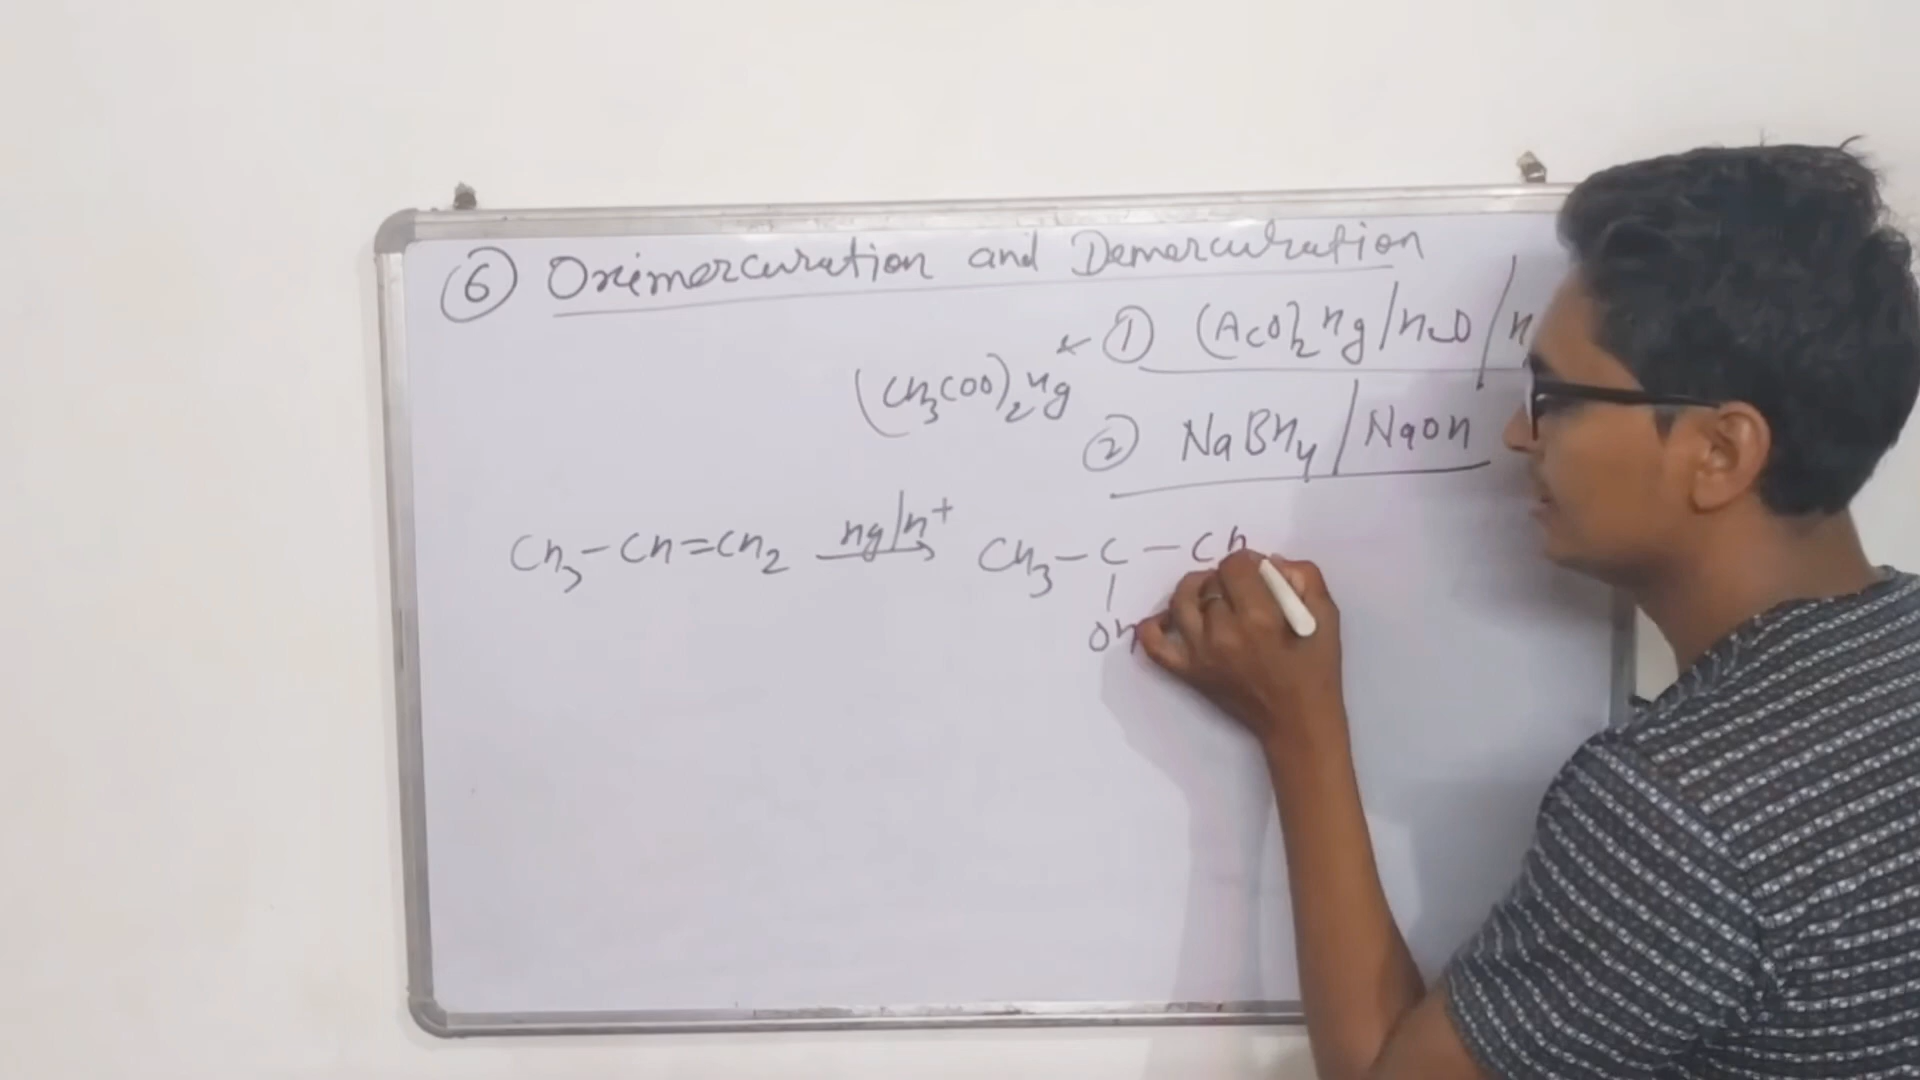 ⑥ Oximercuration and Demercuration
① (AcO)₂Hg/H₂O/H
(CH₃COO)₂Hg ←
② NaBH₄/NaOH
CH₃-CH=CH₂ Hg/H⁺ → CH₃-C-CH
OH